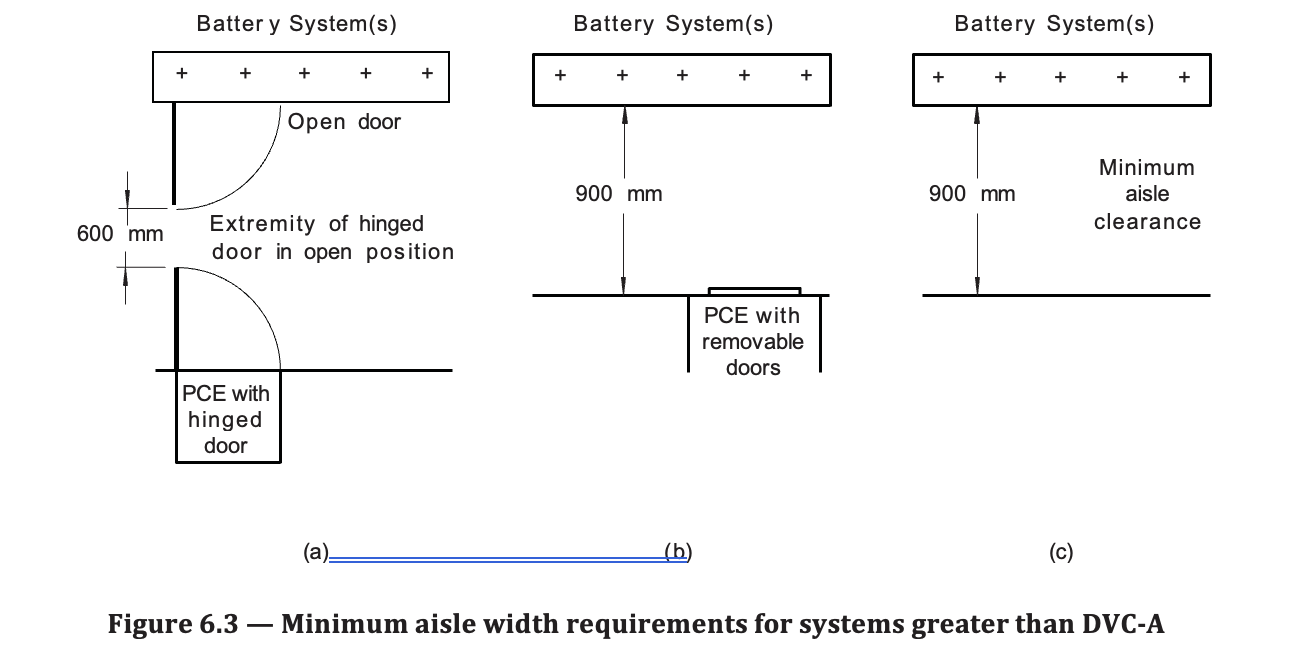 Battery System(s)
+ + + + +
Open door
600 mm
Extremity of hinged
door in open position
PCE with
hinged
door
(a)
Battery System(s)
+ + + + +
900 mm
PCE with
removable
doors
(b)
Battery System(s)
+ + + + +
900 mm
Minimum
aisle
clearance
(c)
Figure 6.3 — Minimum aisle width requirements for systems greater than DVC-A